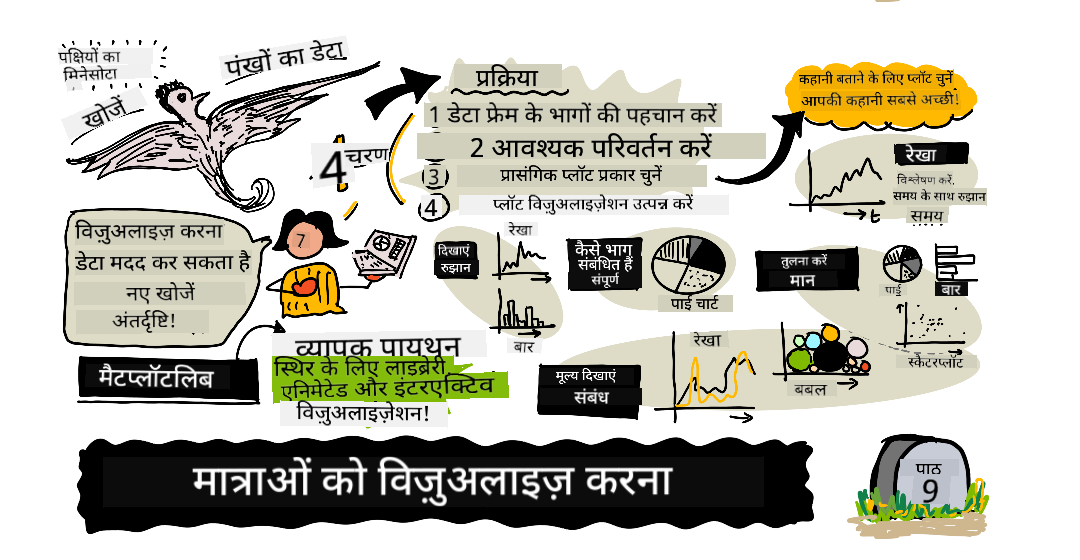 पक्षियों का
मिनेसोटा
पंखों का डेटा
खोजें
4 चरण
प्रक्रिया
1 डेटा फ्रेम के भागों की पहचान करें
2 आवश्यक परिवर्तन करें
3 प्रासंगिक प्लॉट प्रकार चुनें
4 प्लॉट विज़ुअलाइज़ेशन उत्पन्न करें
कहानी बताने के लिए प्लॉट चुनें
आपकी कहानी सबसे अच्छी!
रेखा
विश्लेषण करें,
समय के साथ रुझान
समय
t
विज़ुअलाइज़ करना
डेटा मदद कर सकता है
नए खोजें
अंतर्दृष्टि!
7
दिखाएं
रुझान
रेखा
बार
कैसे भाग
संबंधित हैं
संपूर्ण
पाई चार्ट
तुलना करें
मान
पाई
बार
स्कैटरप्लॉट
मूल्य दिखाएं
संबंध
रेखा
बबल
मैटप्लॉटलिब
व्यापक पायथन
स्थिर के लिए लाइब्रेरी,
एनिमेटेड और इंटरएक्टिव
विज़ुअलाइज़ेशन!
मात्राओं को विज़ुअलाइज़ करना
पाठ
9